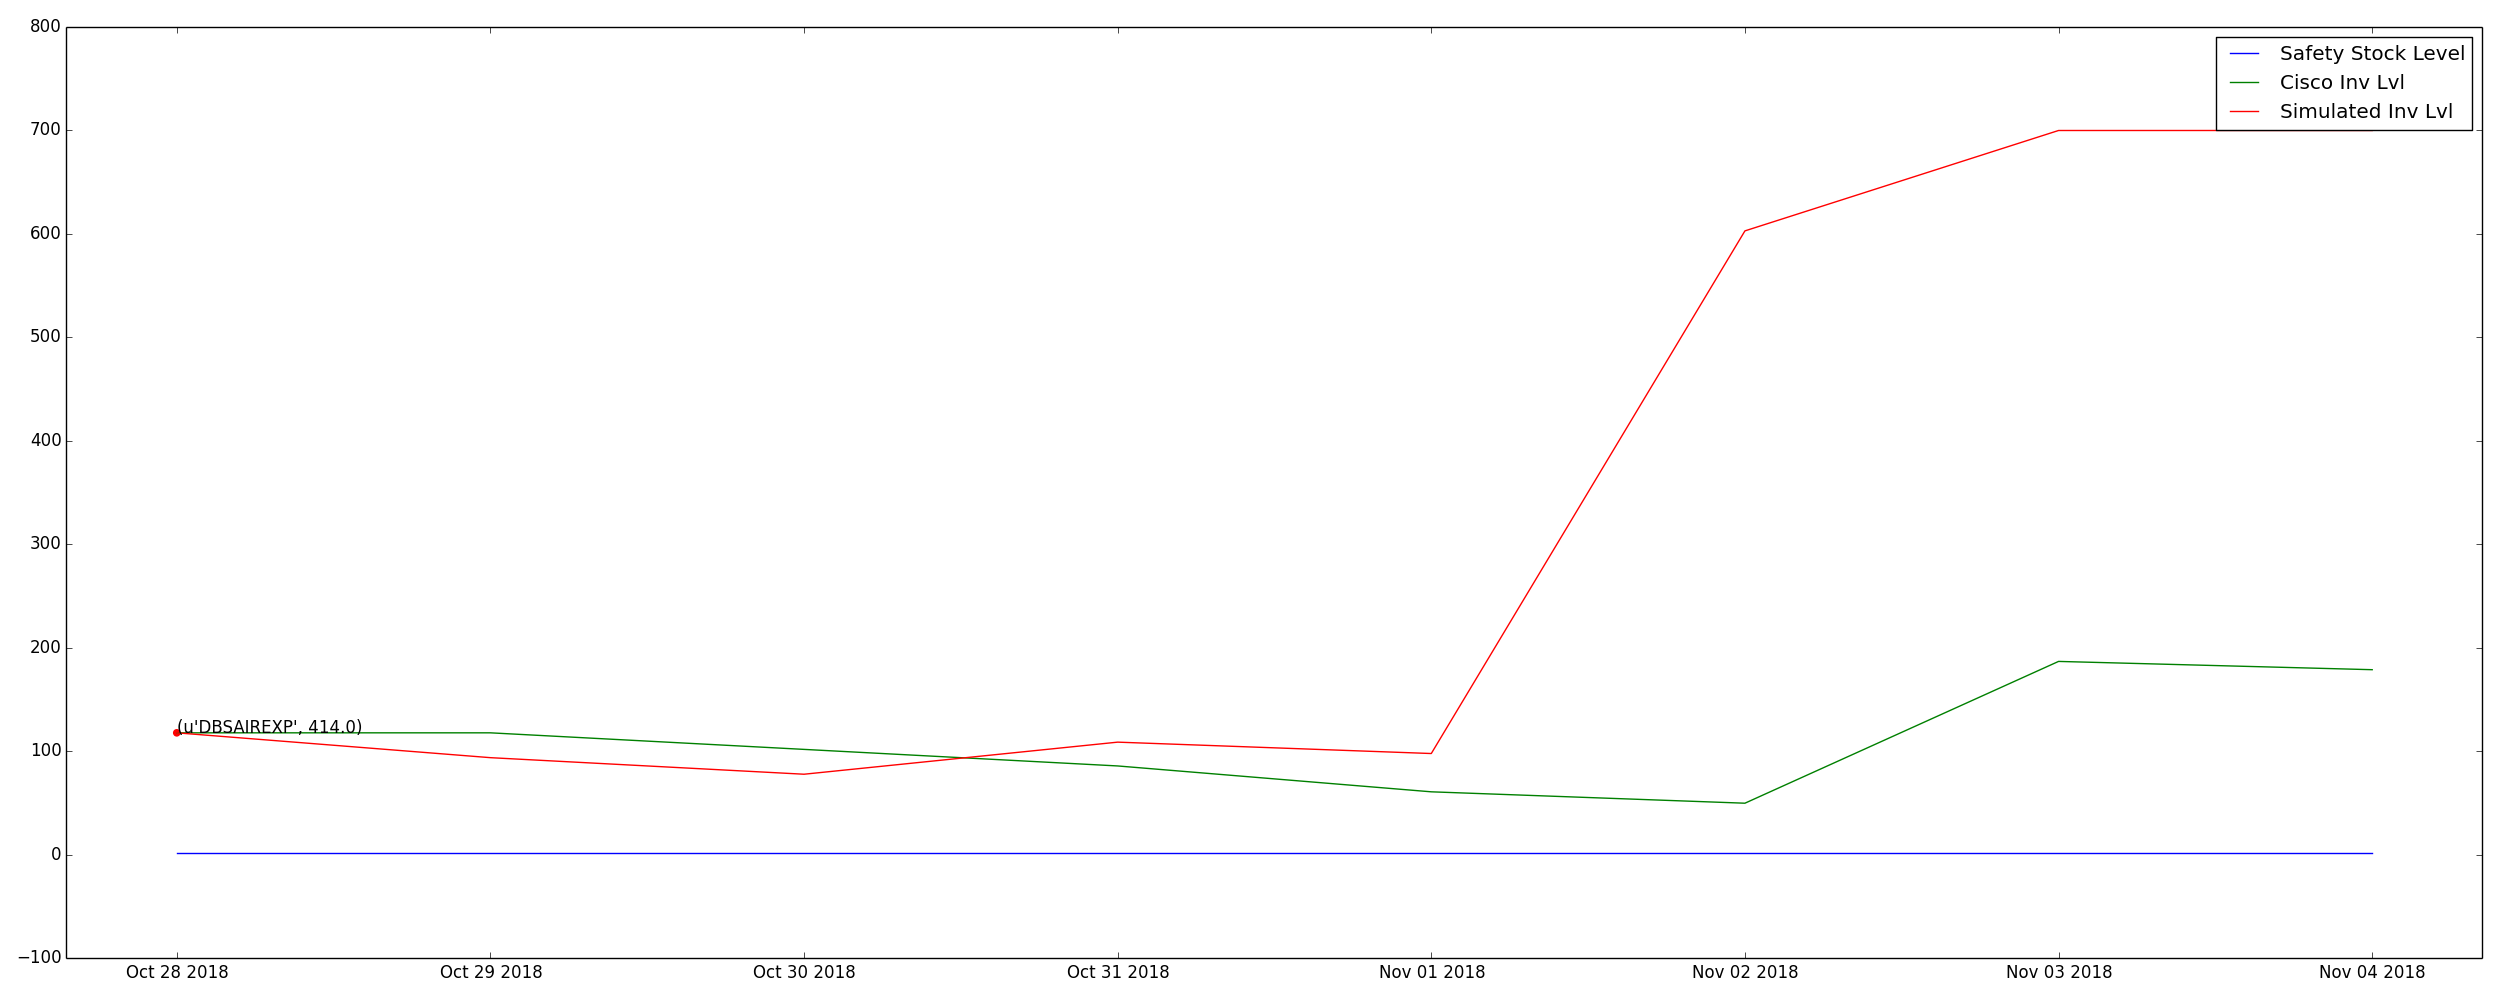 800
700
600
500
400
300
200
100
0
−100
Safety Stock Level
Cisco Inv Lvl
Simulated Inv Lvl
(u'DBSAIREXP', 414.0)
Oct 28 2018 Oct 29 2018 Oct 30 2018 Oct 31 2018 Nov 01 2018 Nov 02 2018 Nov 03 2018 Nov 04 2018